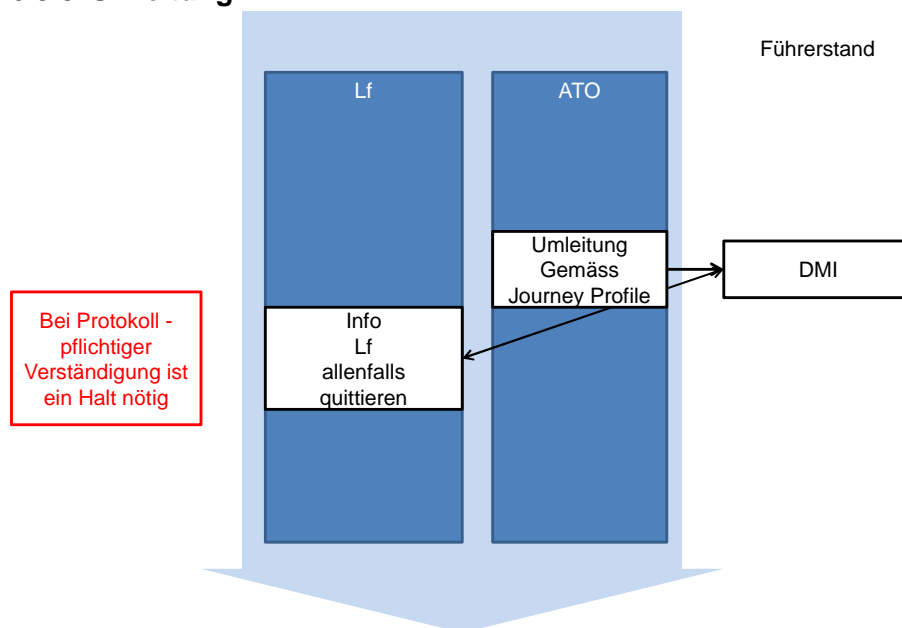 Führerstand
Lf
ATO
Umleitung
Gemäss
Journey Profile
DMI
Bei Protokoll -
pflichtiger
Verständigung ist
ein Halt nötig
Info
Lf
allenfalls
quittieren